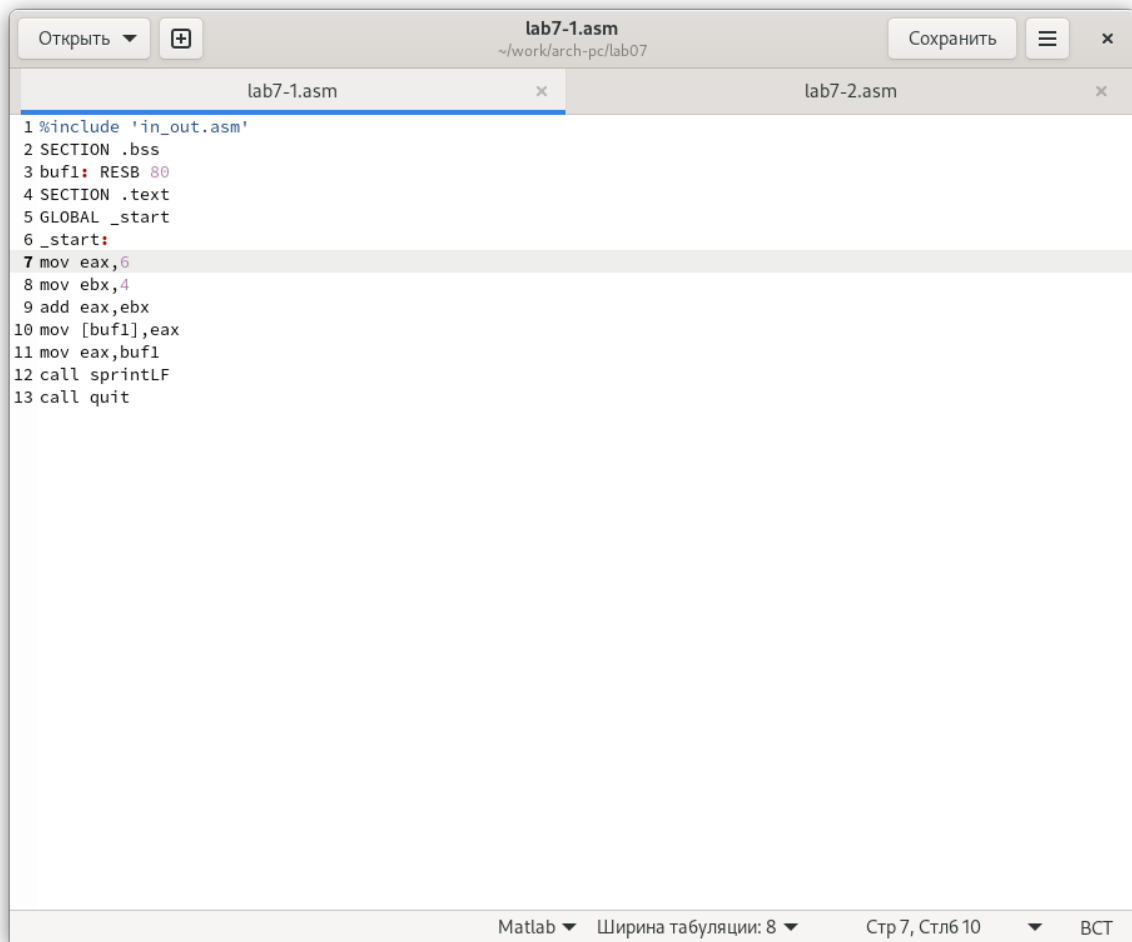 Открыть
lab7-1.asm
~/work/arch-pc/lab07
Сохранить
lab7-1.asm
lab7-2.asm
1 %include 'in_out.asm'
2 SECTION .bss
3 buf1: RESB 80
4 SECTION .text
5 GLOBAL _start
6 _start:
7 mov eax,6
8 mov ebx,4
9 add eax,ebx
10 mov [buf1],eax
11 mov eax,buf1
12 call sprintLF
13 call quit
Matlab Ширина табуляции: 8 Стр 7, Стлб 10 ВСТ